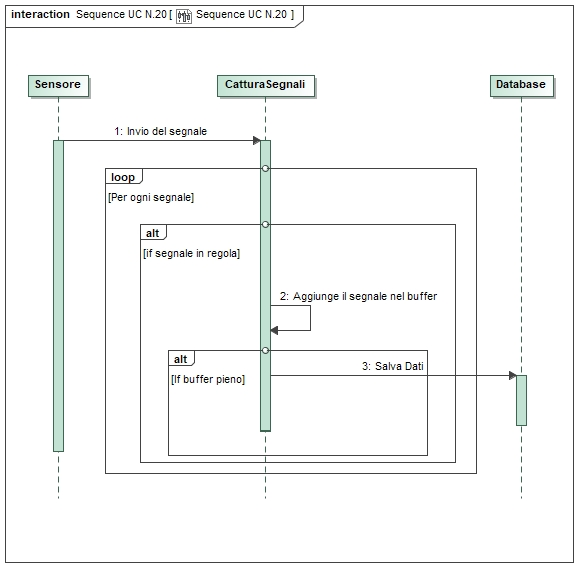 interaction Sequence UC N.20 [ Sequence UC N.20 ]
Sensore
CatturaSegnali
Database
1: Invio del segnale
loop
[Per ogni segnale]
alt
[if segnale in regola]
2: Aggiunge il segnale nel buffer
alt
3: Salva Dati
[If buffer pieno]